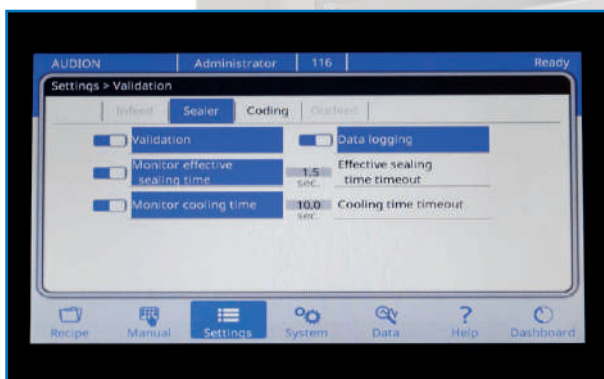 AUDION Administrator 116 Ready
Settings > Validation
Infeed Sealer Coding Outfeed
Validation Data logging
Monitor effective
sealing time
1.5
sec.
Effective sealing
time timeout
Monitor cooling time
10.0
sec.
Cooling time timeout
Recipe Manual Settings System Data Help Dashboard